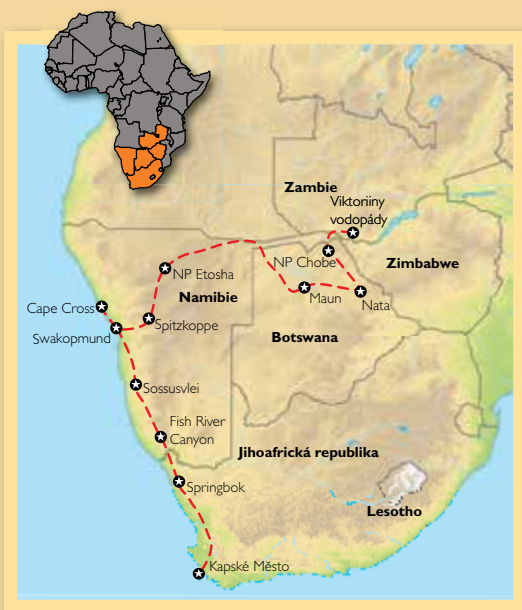 Zambie
Viktoriiny
vodopády
NP Chobe
Zimbabwe
NP Etosha
Namibie
Maun
Nata
Cape Cross
Spitzkoppe
Swakopmund
Botswana
Sossusvlei
Fish River
Canyon
Jihoafrická republika
Springbok
Lesotho
Kapské Město